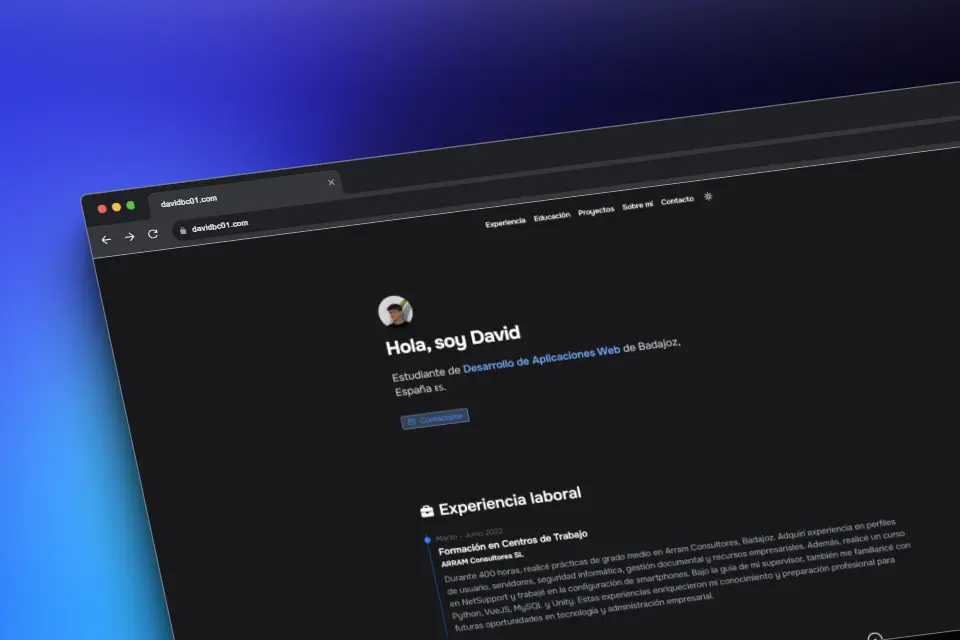 davidbc01.com
davidbc01.com
Experiencia Educación Proyectos Sobre mí Contacto
Hola, soy David
Estudiante de Desarrollo de Aplicaciones Web de Badajoz,
España ES.
Contáctame
Experiencia laboral
Marzo - Junio 2022
Formación en Centros de Trabajo
ARRAM Consultores SL
Durante 400 horas, realicé prácticas de grado medio en Arram Consultores, Badajoz. Adquirí experiencia en perfiles
de usuario, servidores, seguridad informática, gestión documental y recursos empresariales. Además, realicé un curso
en NetSupport y trabajé en la configuración de smartphones. Bajo la guía de mi supervisor, también me familiaricé con
Python, VueJS, MySQL y Unity. Estas experiencias enriquecieron mi conocimiento y preparación profesional para
futuras oportunidades en tecnología y administración empresarial.